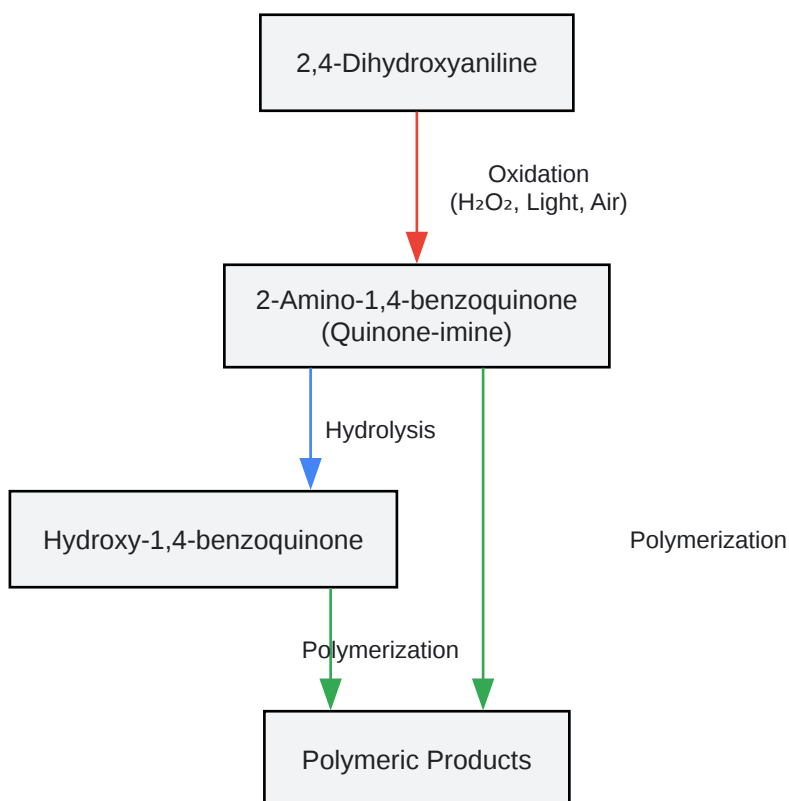 2,4-Dihydroxyaniline
Oxidation
(H₂O₂, Light, Air)
2-Amino-1,4-benzoquinone
(Quinone-imine)
Hydrolysis
Hydroxy-1,4-benzoquinone
Polymerization
Polymerization
Polymeric Products